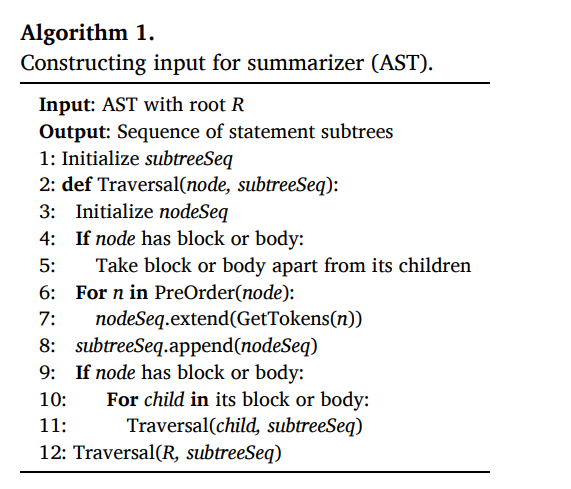 Algorithm 1.
Constructing input for summarizer (AST).
Input: AST with root R
Output: Sequence of statement subtrees
1: Initialize subtreeSeq
2: def Traversal(node, subtreeSeq):
3: Initialize nodeSeq
4: If node has block or body:
5: Take block or body apart from its children
6: For n in PreOrder(node):
7: nodeSeq.extend(GetTokens(n))
8: subtreeSeq.append(nodeSeq)
9: If node has block or body:
10: For child in its block or body:
11: Traversal(child, subtreeSeq)
12: Traversal(R, subtreeSeq)